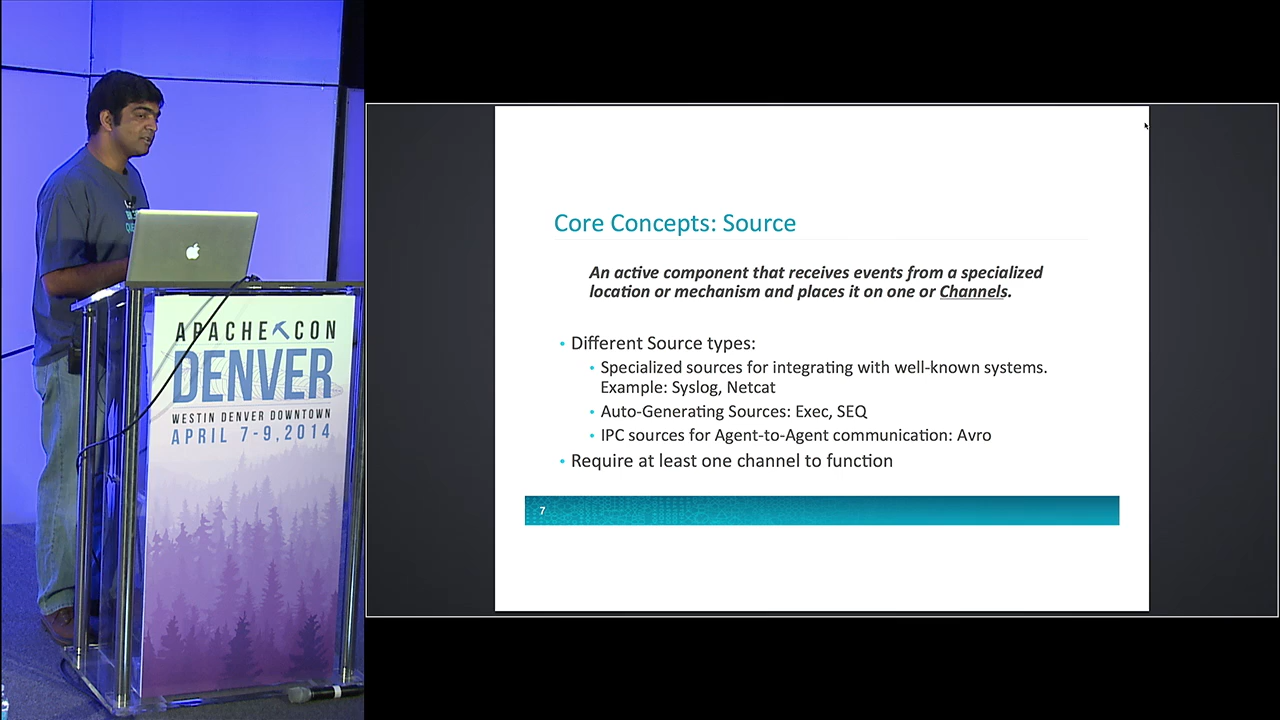 APACHE CON
DENVER
WESTIN DENVER DOWNTOWN
APRIL 7-9, 2014
Core Concepts: Source
An active component that receives events from a specialized
location or mechanism and places it on one or Channels.
• Different Source types:
• Specialized sources for integrating with well-known systems.
Example: Syslog, Netcat
• Auto-Generating Sources: Exec, SEQ
• IPC sources for Agent-to-Agent communication: Avro
• Require at least one channel to function
7